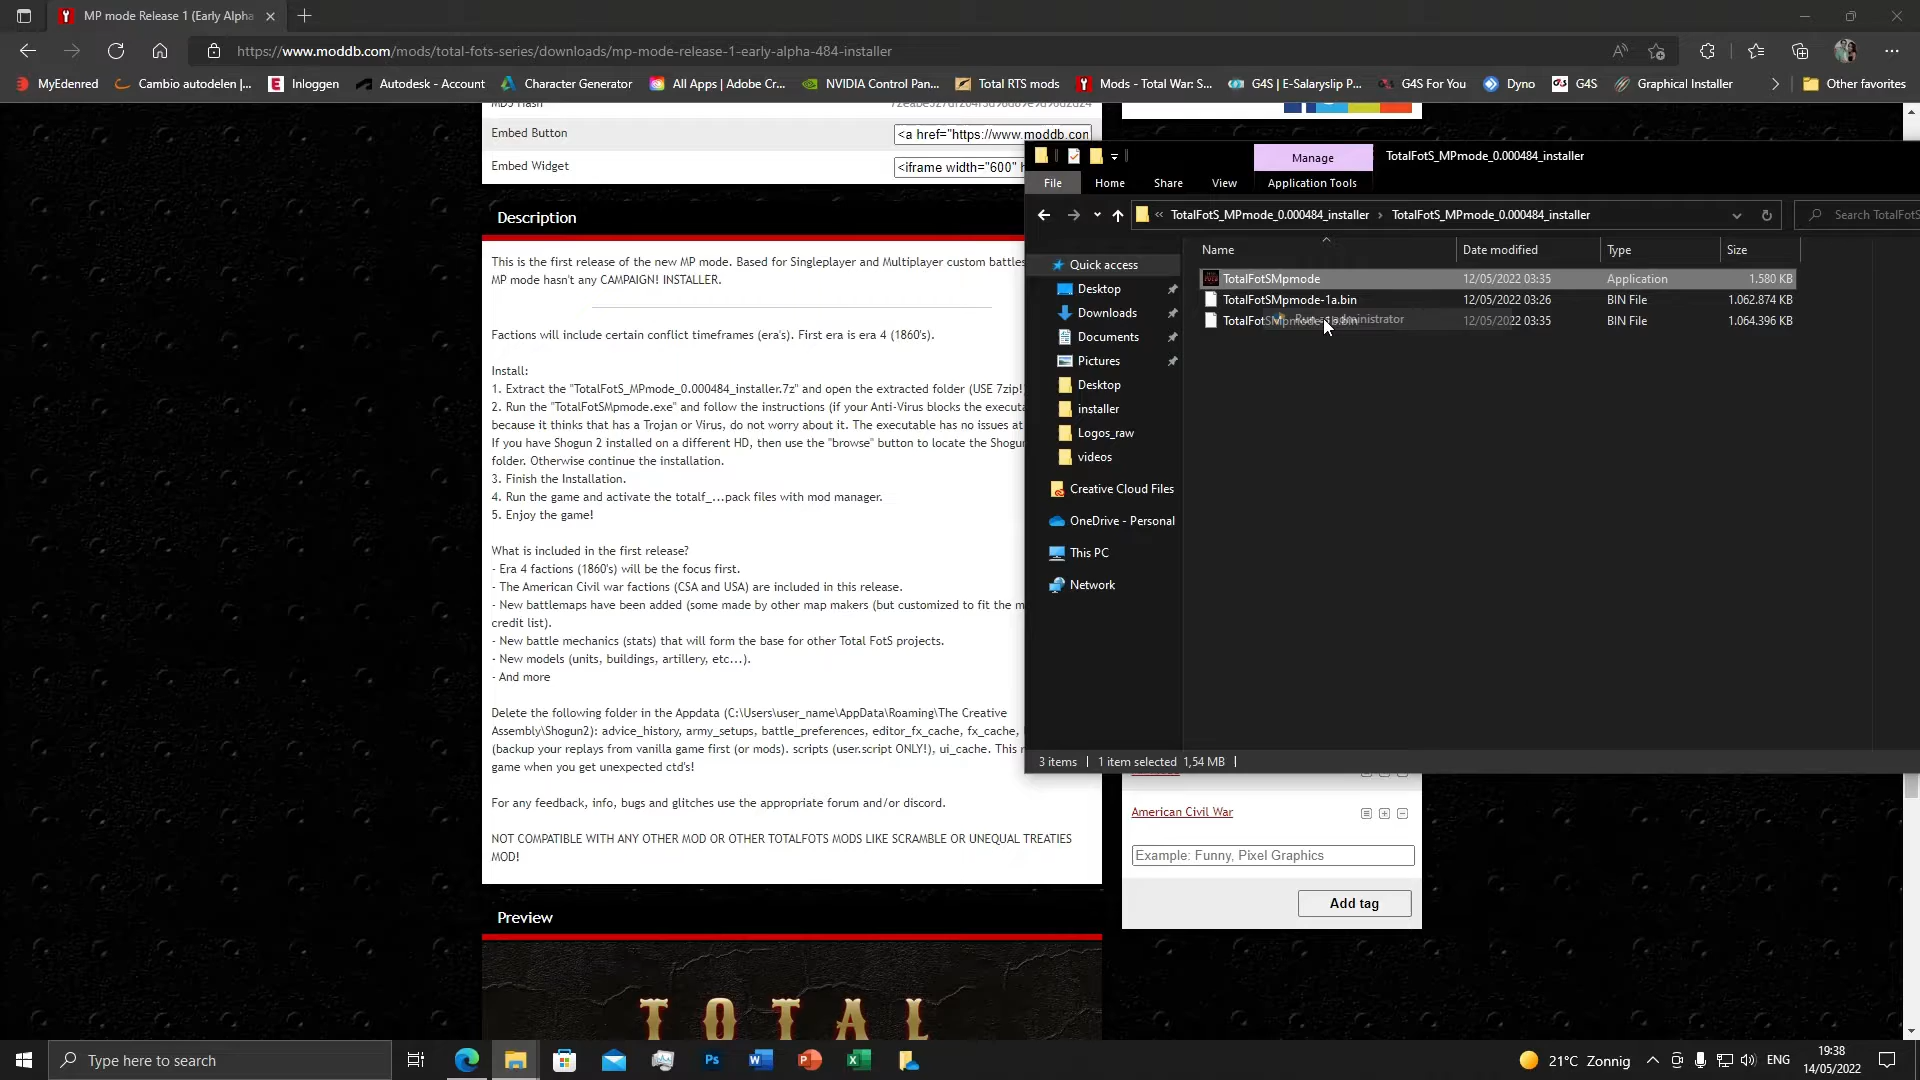 MP mode Release 1 (Early Alpha
https://www.moddb.com/mods/total-fots-series/downloads/mp-mode-release-1-early-alpha-484-installer
MyEdenred
Cambio autodelen |...
Inloggen
Autodesk - Account
Character Generator
All Apps | Adobe Cr...
NVIDIA Control Pan...
Total RTS mods
Mods - Total War: S...
G4S | E-Salaryslip P...
G4S For You
Dyno
G4S
Graphical Installer
Other favorites
Embed Button
<a href="https://www.moddb.con
Embed Widget
<iframe width="600" h
Description
This is the first release of the new MP mode. Based for Singleplayer and Multiplayer custom battles
MP mode hasn't any CAMPAIGN! INSTALLER.
Factions will include certain conflict timeframes (era's). First era is era 4 (1860's).
Install:
1. Extract the "TotalFotS_MPmode_0.000484_installer.7z" and open the extracted folder (USE 7zip!
2. Run the "TotalFotSMpmode.exe" and follow the instructions (if your Anti-Virus blocks the executa
because it thinks that has a Trojan or Virus, do not worry about it. The executable has no issues at
If you have Shogun 2 installed on a different HD, then use the "browse" button to locate the Shogu
folder. Otherwise continue the installation.
3. Finish the Installation.
4. Run the game and activate the totalf_...pack files with mod manager.
5. Enjoy the game!
What is included in the first release?
- Era 4 factions (1860's) will be the focus first.
- The American Civil war factions (CSA and USA) are included in this release.
- New battlemaps have been added (some made by other map makers (but customized to fit the m
credit list).
- New battle mechanics (stats) that will form the base for other Total FotS projects.
- New models (units, buildings, artillery, etc...).
- And more
Delete the following folder in the Appdata (C:\Users\user_name\AppData\Roaming\The Creative
Assembly\Shogun2): advice_history, army_setups, battle_preferences, editor_fx_cache, fx_cache,
(backup your replays from vanilla game first (or mods). scripts (user.script ONLY!), ui_cache. This
game when you get unexpected ctd's!
For any feedback, info, bugs and glitches use the appropriate forum and/or discord.
NOT COMPATIBLE WITH ANY OTHER MOD OR OTHER TOTALFOTS MODS LIKE SCRAMBLE OR UNEQUAL TREATIES
MOD!
Preview
TOTAL
Manage
TotalFotS_MPmode_0.000484_installer
File
Home
Share
View
Application Tools
« TotalFotS_MPmode_0.000484_installer › TotalFotS_MPmode_0.000484_installer
Search TotalFotS
Name
Date modified
Type
Size
TotalFotSMpmode 12/05/2022 03:35 Application 1.580 KB
TotalFotSMpmode-1a.bin 12/05/2022 03:26 BIN File 1.062.874 KB
12/05/2022 03:35 BIN File 1.064.396 KB
Quick access
Desktop
Downloads
Documents
Pictures
Desktop
installer
Logos_raw
videos
Creative Cloud Files
OneDrive - Personal
This PC
Network
3 items
1 item selected 1,54 MB
American Civil War
Example: Funny, Pixel Graphics
Add tag
Type here to search
21°C Zonnig
ENG
19:38
14/05/2022